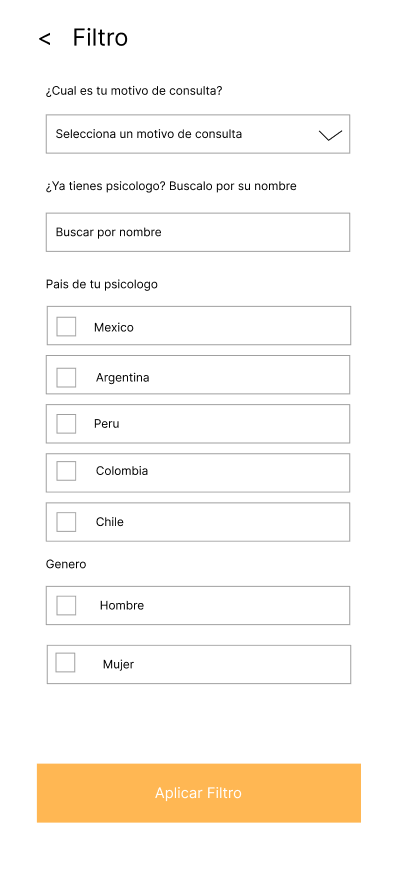 < Filtro
¿Cual es tu motivo de consulta?
Selecciona un motivo de consulta
¿Ya tienes psicologo? Buscalo por su nombre
Buscar por nombre
Pais de tu psicologo
Mexico
Argentina
Peru
Colombia
Chile
Genero
Hombre
Mujer
Aplicar Filtro